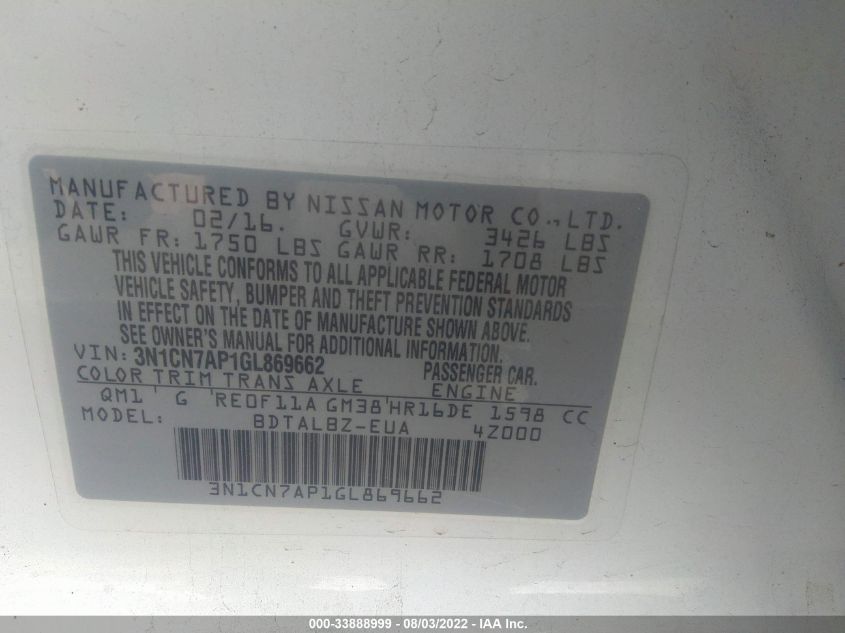 MANUFACTURED BY NISSAN MOTOR CO., LTD.
DATE: 02/16. GVWR: 3426 LBS
GAWR FR: 1750 LBS GAWR RR: 1708 LBS
THIS VEHICLE CONFORMS TO ALL APPLICABLE FEDERAL MOTOR
VEHICLE SAFETY, BUMPER AND THEFT PREVENTION STANDARDS
IN EFFECT ON THE DATE OF MANUFACTURE SHOWN ABOVE.
SEE OWNER'S MANUAL FOR ADDITIONAL INFORMATION.
VIN: 3N1CN7AP1GL869662 PASSENGER CAR.
COLOR TRIM TRANS AXLE ENGINE
QM1 ' G 'RE0F11A GM38'HR16DE 1598 CC
MODEL: BDTALBZ-EUA 4Z000
3N1CN7AP1GL869662
000-33888999 - 08/03/2022 - IAA Inc.